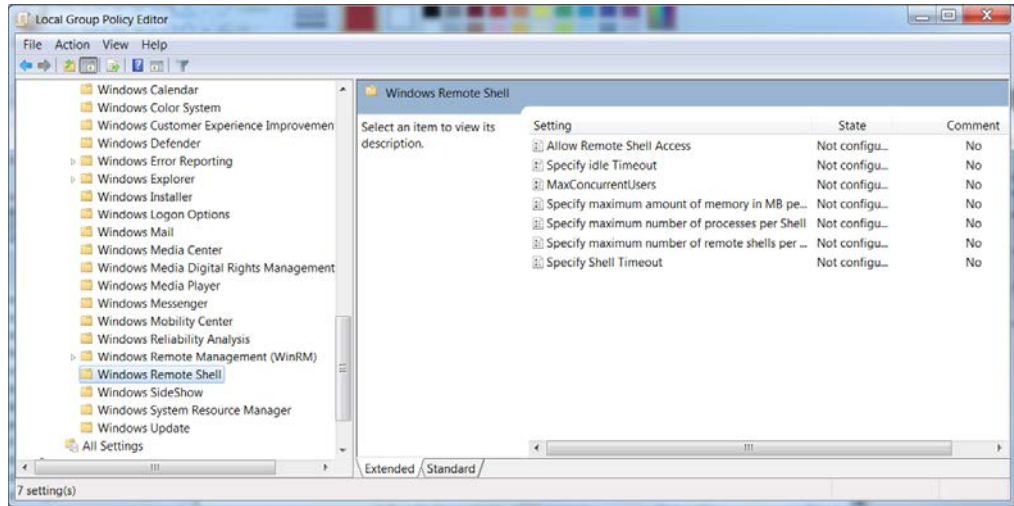 Local Group Policy Editor
File Action View Help
Windows Calendar
Windows Color System
Windows Customer Experience Improvemen
Windows Defender
Windows Error Reporting
Windows Explorer
Windows Installer
Windows Logon Options
Windows Mail
Windows Media Center
Windows Media Digital Rights Management
Windows Media Player
Windows Messenger
Windows Mobility Center
Windows Reliability Analysis
Windows Remote Management (WinRM)
Windows Remote Shell
Windows SideShow
Windows System Resource Manager
Windows Update
All Settings
Windows Remote Shell
Select an item to view its
description.
Setting State Comment
Allow Remote Shell Access Not configu... No
Specify idle Timeout Not configu... No
MaxConcurrentUsers Not configu... No
Specify maximum amount of memory in MB pe... Not configu... No
Specify maximum number of processes per Shell Not configu... No
Specify maximum number of remote shells per ... Not configu... No
Specify Shell Timeout Not configu... No
Extended Standard
7 setting(s)